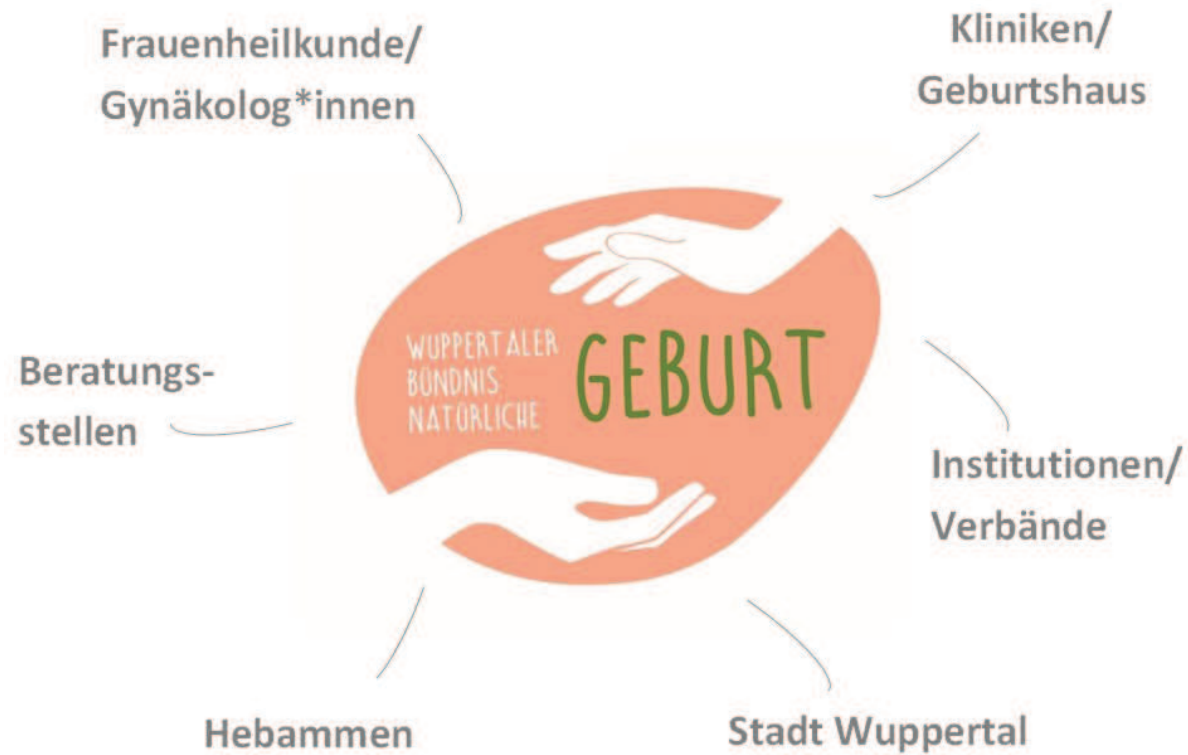 Frauenheilkunde/
Gynäkolog*innen
Kliniken/
Geburtshaus
WUPPERTALER
BÜNDNIS
NATÜRLICHE
GEBURT
Beratungs-
stellen
Institutionen/
Verbände
Hebammen
Stadt Wuppertal